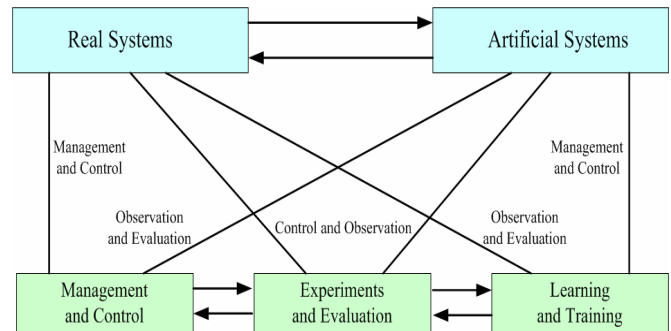 Real Systems
Artificial Systems
Management
and Control
Management
and Control
Observation
and Evaluation
Control and Observation
Observation
and Evaluation
Management
and Control
Experiments
and Evaluation
Learning
and Training